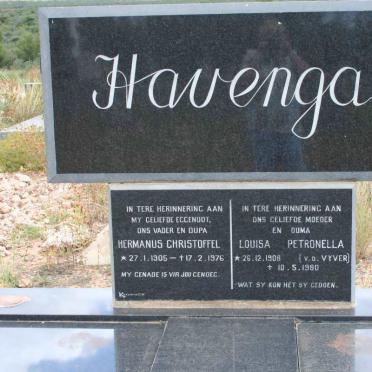 Havenga
IN TERE HERINNERING AAN
MY GELIEFDE EGGENOOT,
ONS VADER EN OUPA
HERMANUS CHRISTOFFEL
* 27.1.1905 – † 17.2.1976
MY GENADE IS VIR JOU GENOEG.
IN TERE HERINNERING AAN
ONS GELIEFDE MOEDER
EN OUMA
LOUISA PETRONELLA
* 26.12.1908 (v.d. VYVER)
† 10.5.1980
WAT SY KON HET SY GEDOEN.